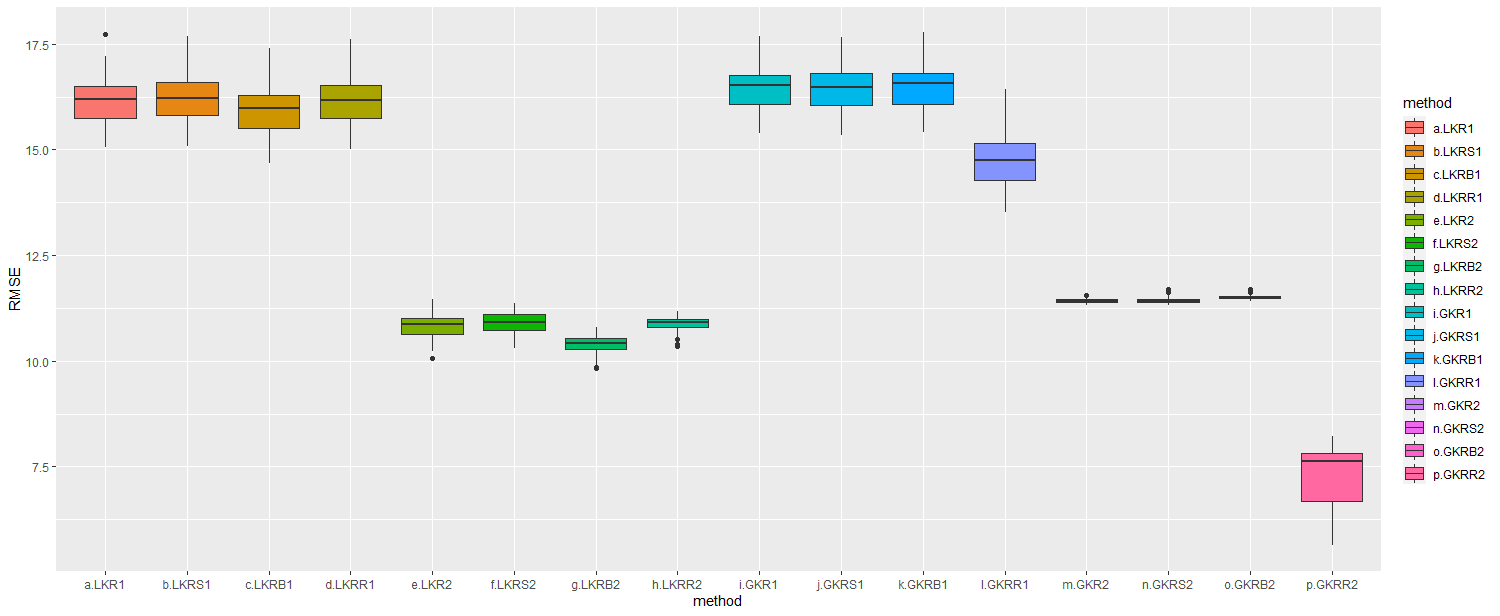 17.5
15.0
12.5
10.0
7.5
RMSE
a.LKR1 b.LKRS1 c.LKRB1 d.LKRR1 e.LKR2 f.LKRS2 g.LKRB2 h.LKRR2 i.GKR1 j.GKRS1 k.GKRB1 l.GKRR1 m.GKR2 n.GKRS2 o.GKRB2 p.GKRR2
method
method
a.LKR1
b.LKRS1
c.LKRB1
d.LKRR1
e.LKR2
f.LKRS2
g.LKRB2
h.LKRR2
i.GKR1
j.GKRS1
k.GKRB1
l.GKRR1
m.GKR2
n.GKRS2
o.GKRB2
p.GKRR2